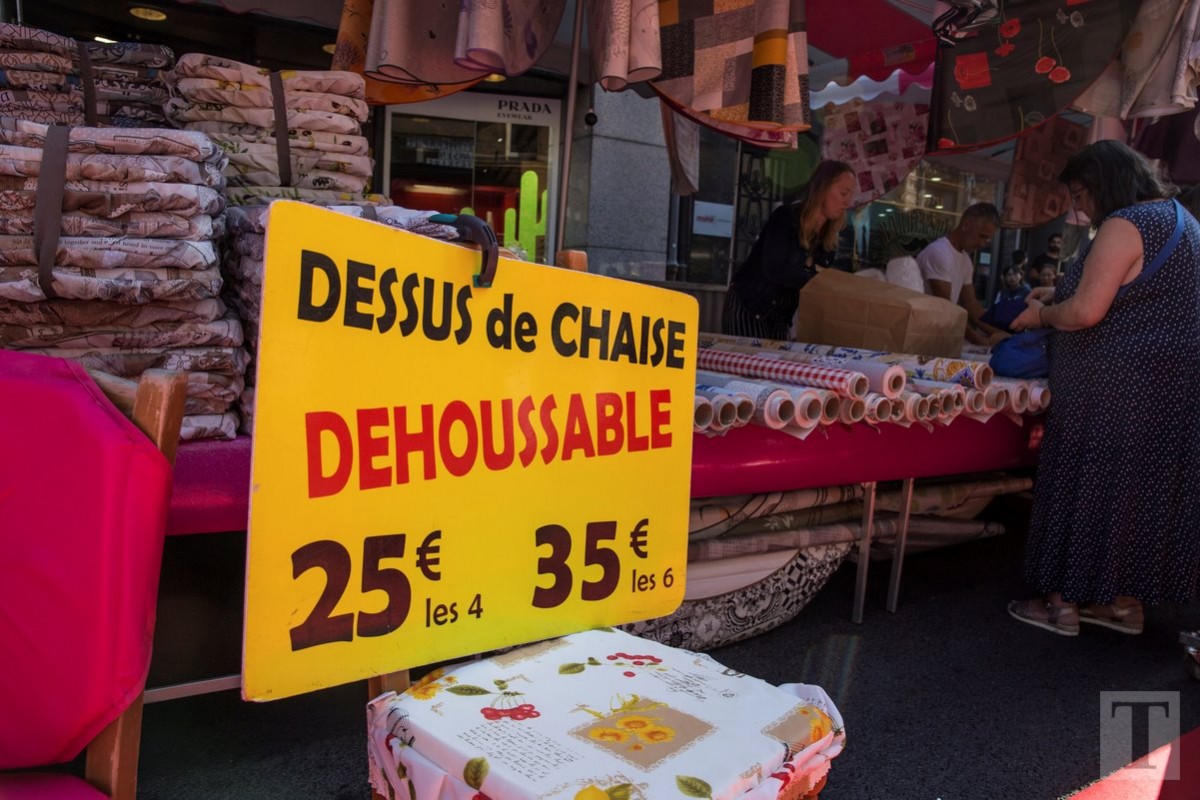 PRADA
EYEWEAR
DESSUS de CHAISE
DEHOUSSABLE
25€ les 4
35€ les 6
T